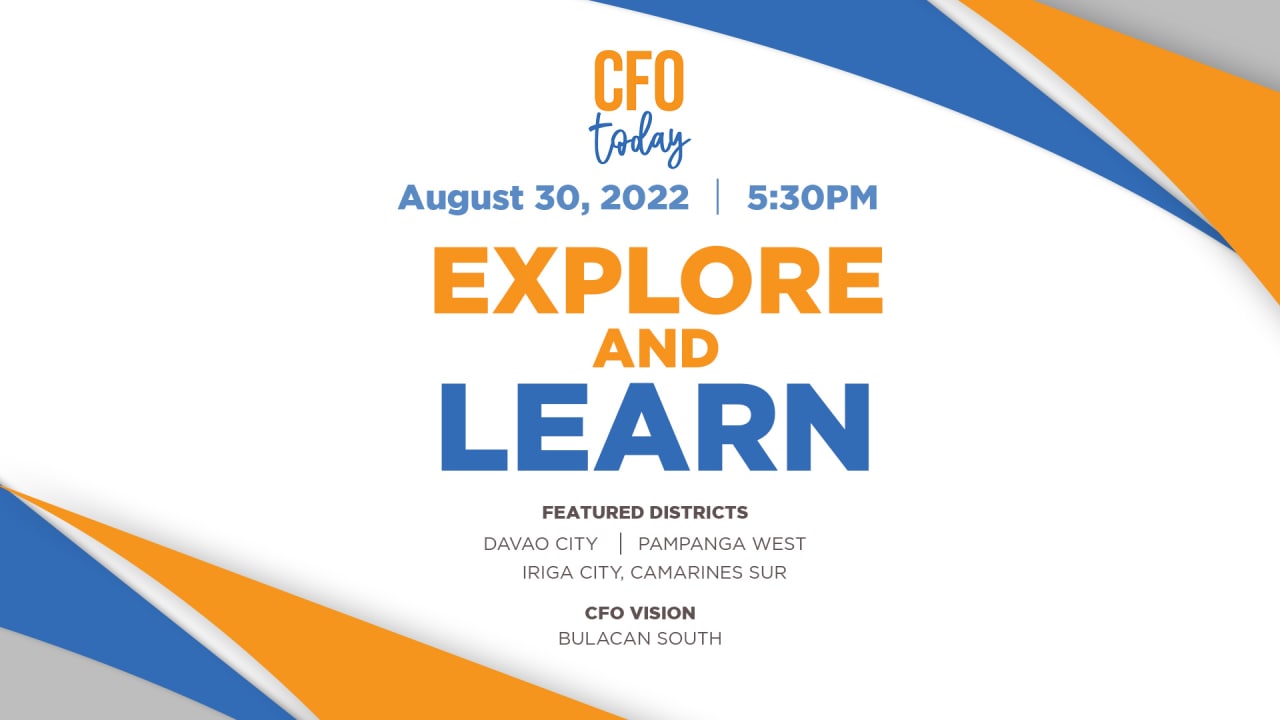 CFO
today
August 30, 2022 | 5:30PM
EXPLORE
AND
LEARN
FEATURED DISTRICTS
DAVAO CITY | PAMPANGA WEST
IRIGA CITY, CAMARINES SUR
CFO VISION
BULACAN SOUTH